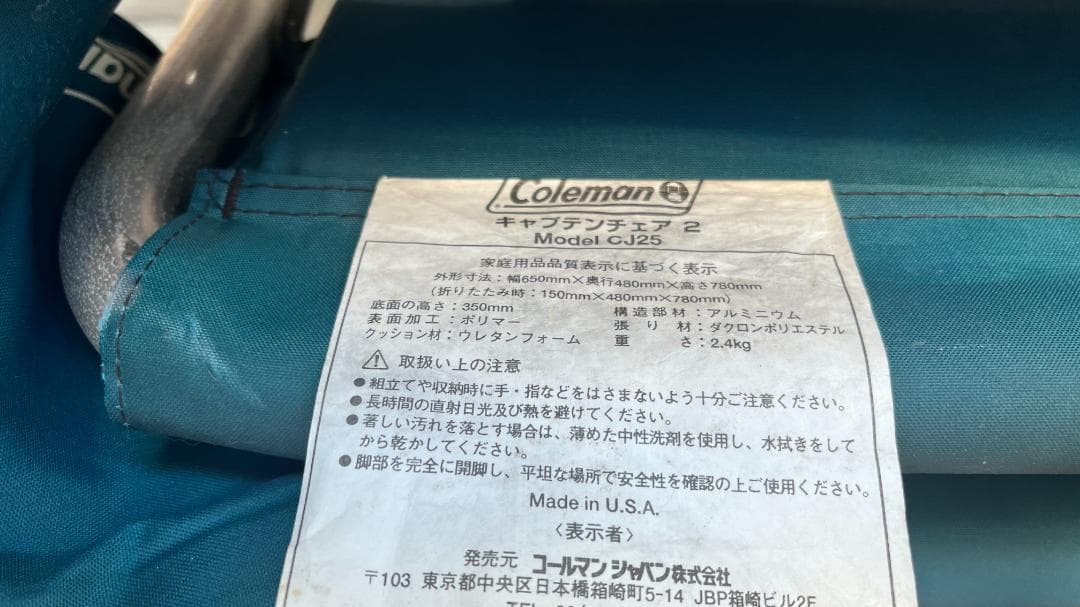 Coleman
キャプテンチェア 2
Model CJ25
家庭用品品質表示に基づく表示
外形寸法：幅650mm×奥行480mm×高さ780mm
（折りたたみ時：150mm×480mm×780mm）
底面の高さ：350mm 構造部材：アルミニウム
表面加工：ポリマー 張り材：ダクロンポリエステル
クッション材：ウレタンフォーム 重さ：2.4kg
取扱い上の注意
●組立てや収納時に手・指などをはさまないよう十分ご注意ください。
●長時間の直射日光及び熱を避けてください。
●著しい汚れを落とす場合は、薄めた中性洗剤を使用し、水拭きをして
から乾かしてください。
●脚部を完全に開脚し、平坦な場所で安全性を確認の上ご使用ください。
Made in U.S.A.
〈表示者〉
発売元 コールマン ジャパン株式会社
〒103 東京都中央区日本橋箱崎町5-14 JBP箱崎ビル2F